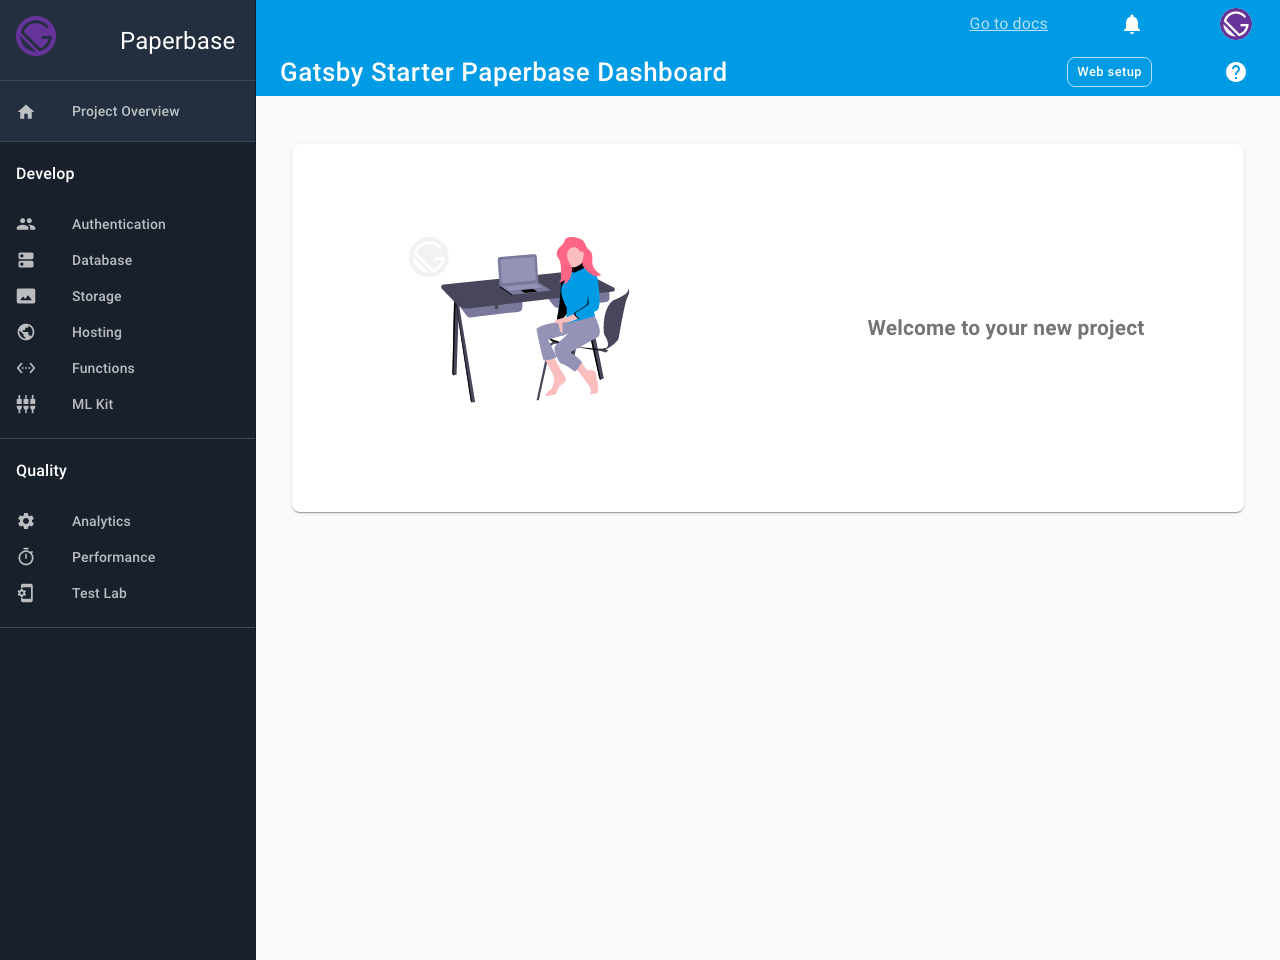 Paperbase
Project Overview
Develop
Authentication
Database
Storage
Hosting
Functions
ML Kit
Quality
Analytics
Performance
Test Lab
Go to docs
Gatsby Starter Paperbase Dashboard
Web setup
Welcome to your new project